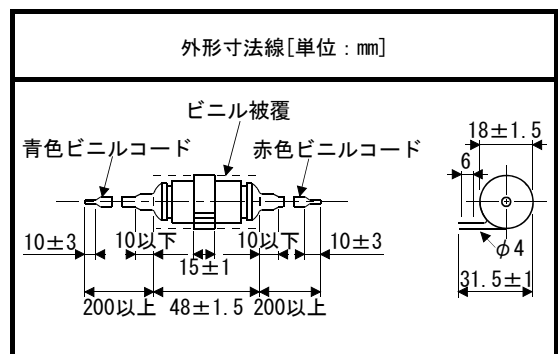 外形寸法線[単位：㎜]
ビニル被覆
青色ビニルコード
赤色ビニルコード
18±1.5
6
10±3
10以下
10以下
10±3
15±1
φ4
31.5±1
200以上
48±1.5
200以上